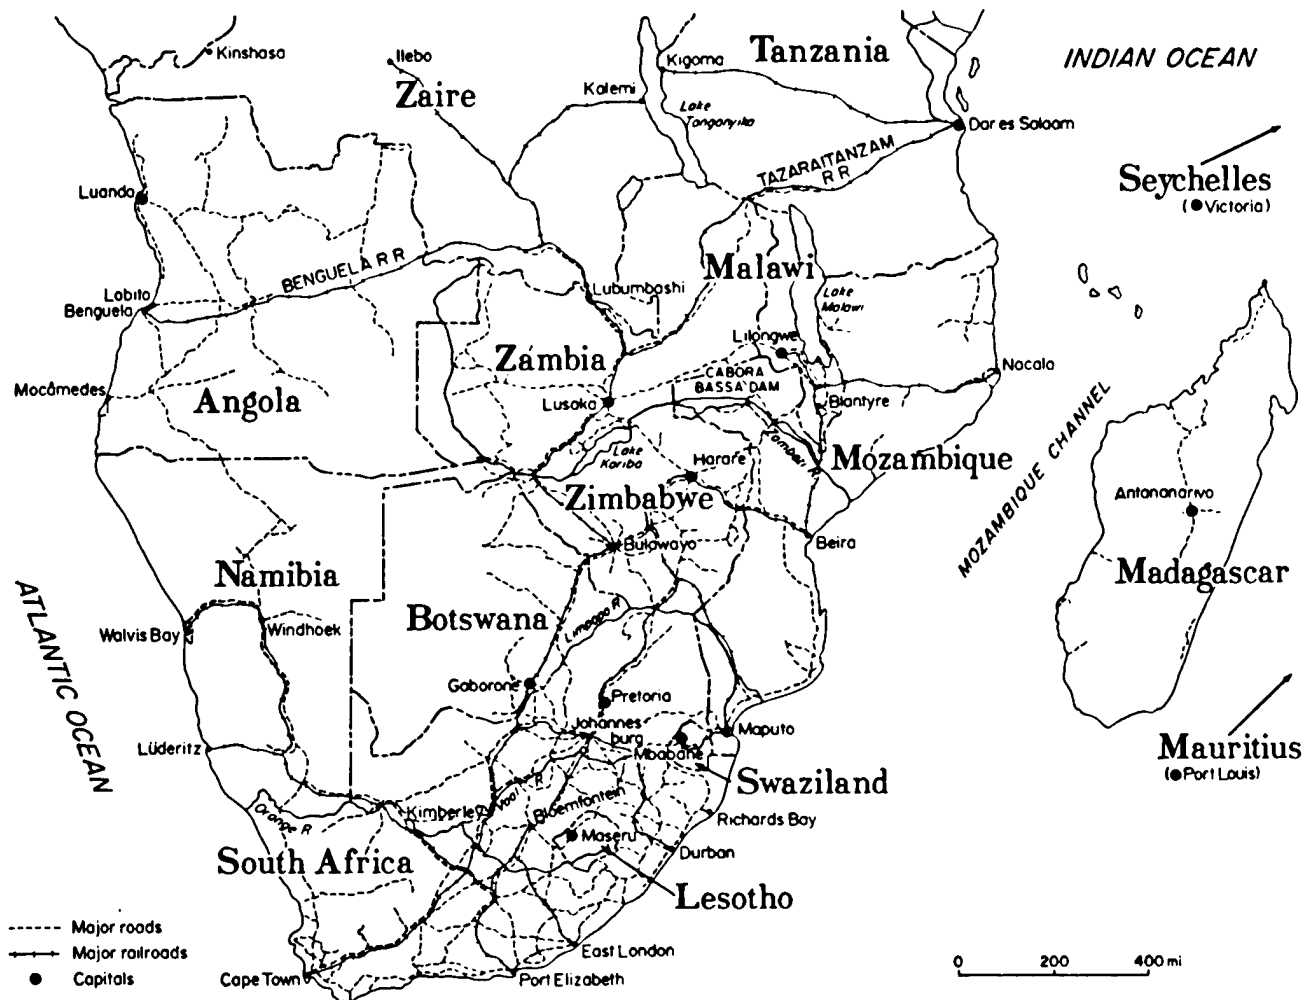 Kinshasa
Ilebo
Zaire
Kalemi
Kigoma
Tanzania
INDIAN OCEAN
Lake
Tanganyika
Dar es Salaam
TAZARA(TANZAM
R R
Seychelles
(Victoria)
Luanda
BENGUELA R R
Lobito
Benguela
Lubumbashi
Malawi
Lake
Malawi
Lilongwe
Zambia
CABORA
BASSA DAM
Nacala
Mocâmedes
Angola
Lusaka
Blantyre
Zambezi R
Lake
Kariba
Harare
Mozambique
MOZAMBIQUE CHANNEL
Zimbabwe
Antananarivo
Bulawayo
Beira
Madagascar
Namibia
ATLANTIC OCEAN
Botswana
Limpopo R
Walvis Bay
Windhoek
Gaborone
Pretoria
Johannes
burg
Maputo
Mbabane
Lüderitz
Mauritius
(Port Louis)
Swaziland
Orange R
Kimberley
Vaal R
Bloemfontein
Richards Bay
Maseru
Durban
South Africa
Lesotho
Major roads
Major railroads
Capitals
East London
Cape Town
Port Elizabeth
0 200 400 mi